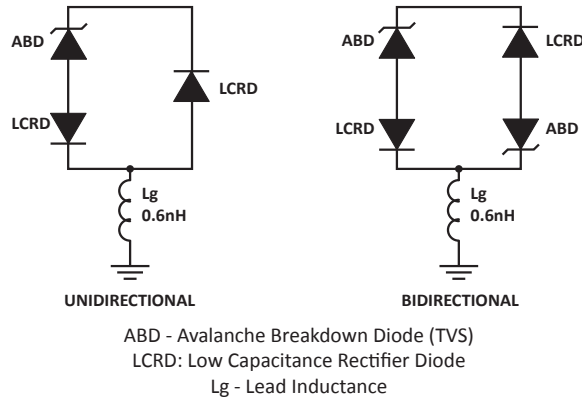 ABD
LCRD
LCRD
Lg
0.6nH
UNIDIRECTIONAL
ABD
LCRD
LCRD
ABD
Lg
0.6nH
BIDIRECTIONAL
ABD - Avalanche Breakdown Diode (TVS)
LCRD: Low Capacitance Rectifier Diode
Lg - Lead Inductance